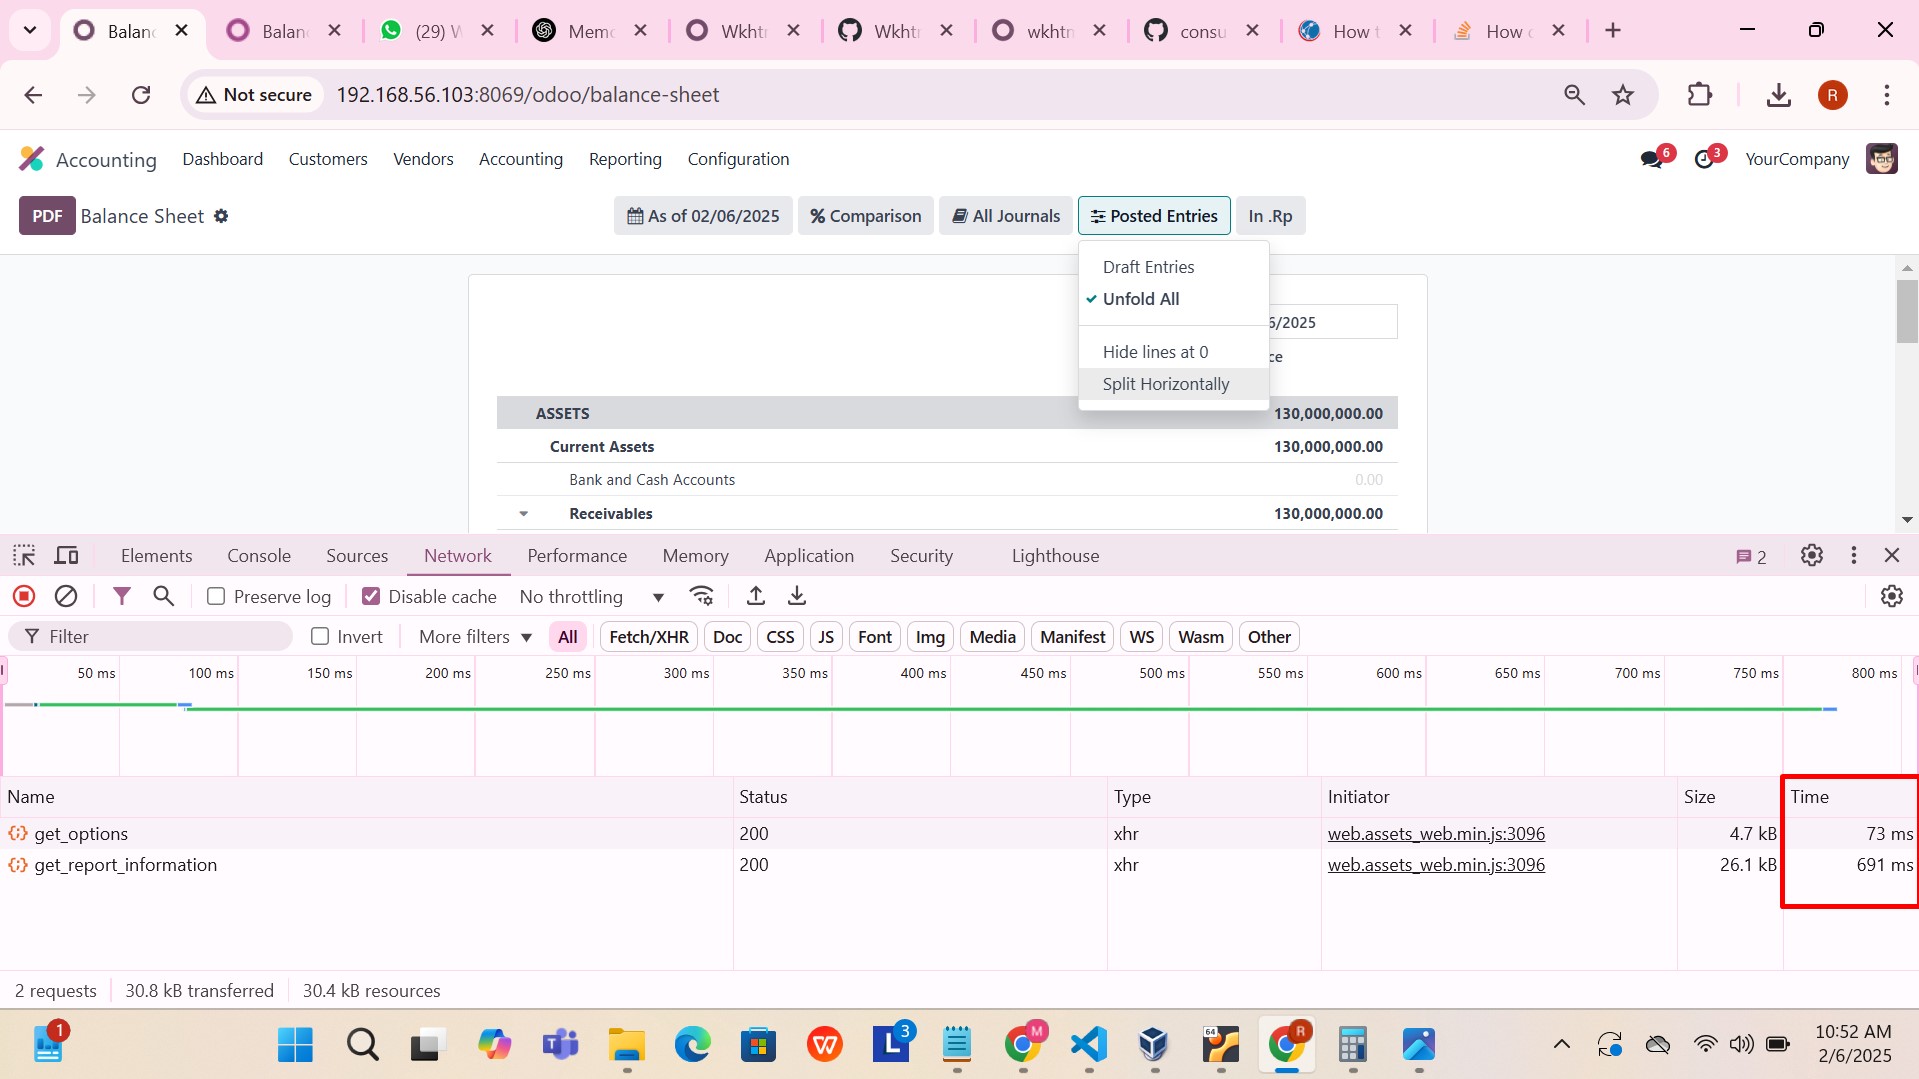 Balanc
Balanc
(29) W
Memo
Wkht
Wkht
wkhtn
consu
How t
How c
Not secure
192.168.56.103:8069/odoo/balance-sheet
R
Accounting
Dashboard
Customers
Vendors
Accounting
Reporting
Configuration
6
3
YourCompany
PDF
Balance Sheet
As of 02/06/2025
% Comparison
All Journals
Posted Entries
In .Rp
Draft Entries
Unfold All
Hide lines at 0
Split Horizontally
6/2025
ce
ASSETS 130,000,000.00
Current Assets 130,000,000.00
Bank and Cash Accounts 0.00
Receivables 130,000,000.00
Elements
Console
Sources
Network
Performance
Memory
Application
Security
Lighthouse
2
Preserve log
Disable cache
No throttling
Filter
Invert
More filters
All
Fetch/XHR
Doc
CSS
JS
Font
Img
Media
Manifest
WS
Wasm
Other
50 ms
100 ms
150 ms
200 ms
250 ms
300 ms
350 ms
400 ms
450 ms
500 ms
550 ms
600 ms
650 ms
700 ms
750 ms
800 ms
Name Status Type Initiator Size Time
get_options 200 xhr web.assets_web.min.js:3096 4.7 kB 73 ms
get_report_information 200 xhr web.assets_web.min.js:3096 26.1 kB 691 ms
2 requests
30.8 kB transferred
30.4 kB resources
1
3
M
64
R
10:52 AM
2/6/2025